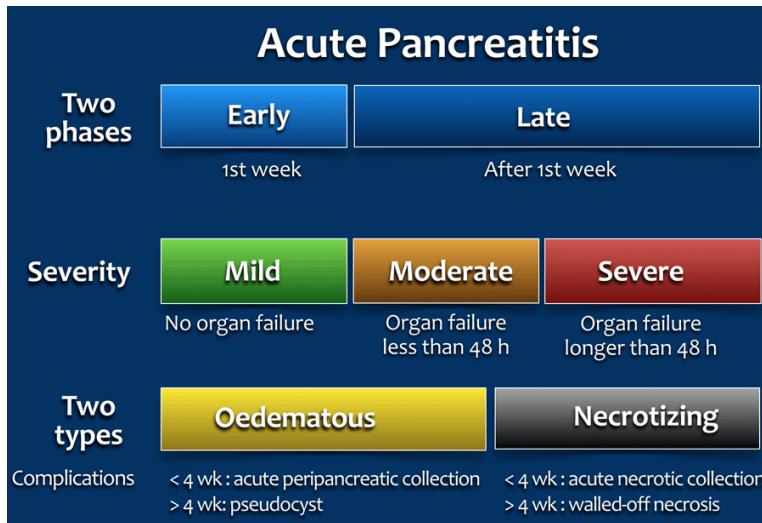 Acute Pancreatitis
Two
phases
Early
Late
1st week
After 1st week
Severity
Mild
Moderate
Severe
No organ failure
Organ failure
less than 48 h
Organ failure
longer than 48 h
Two
types
Oedematous
Necrotizing
Complications
< 4 wk : acute peripancreatic collection
> 4 wk: pseudocyst
< 4 wk : acute necrotic collection
> 4 wk : walled-off necrosis